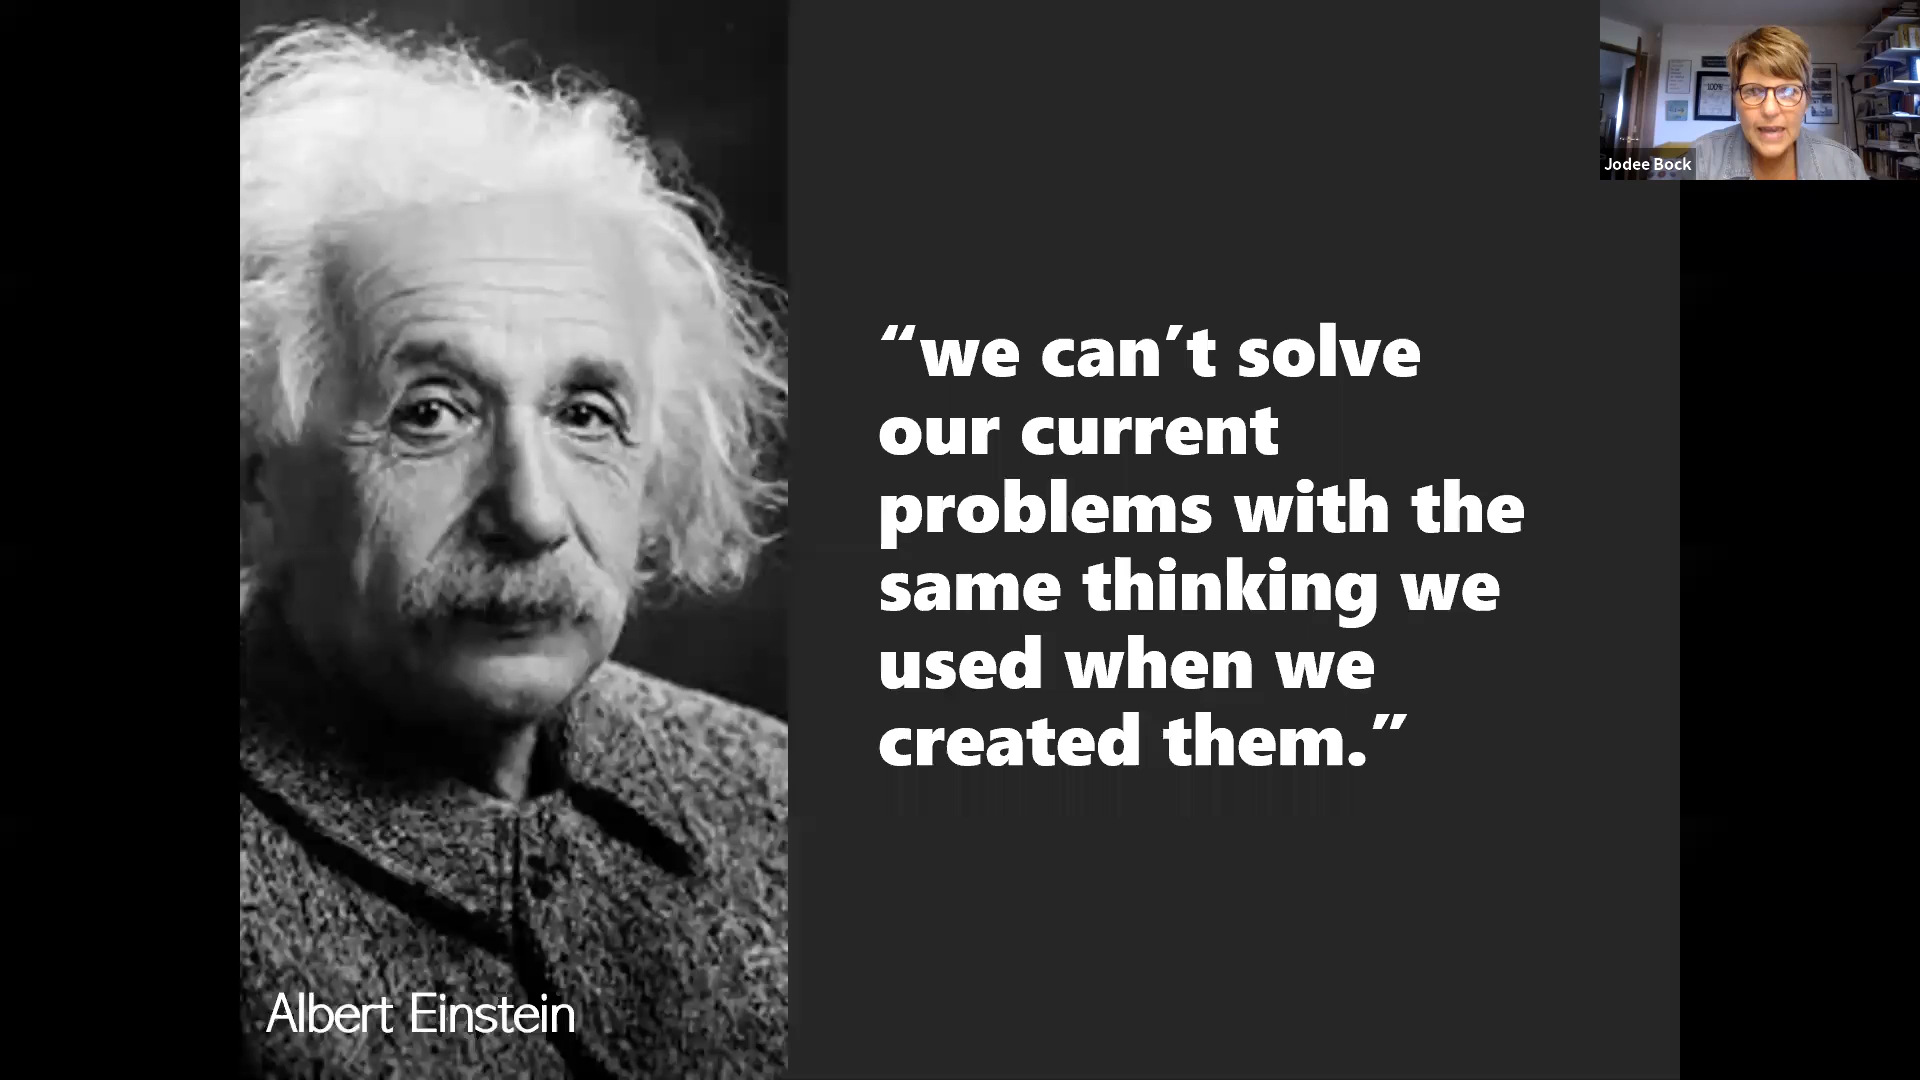 Jodee Bock
100%
“we can’t solve
our current
problems with the
same thinking we
used when we
created them.”
Albert Einstein